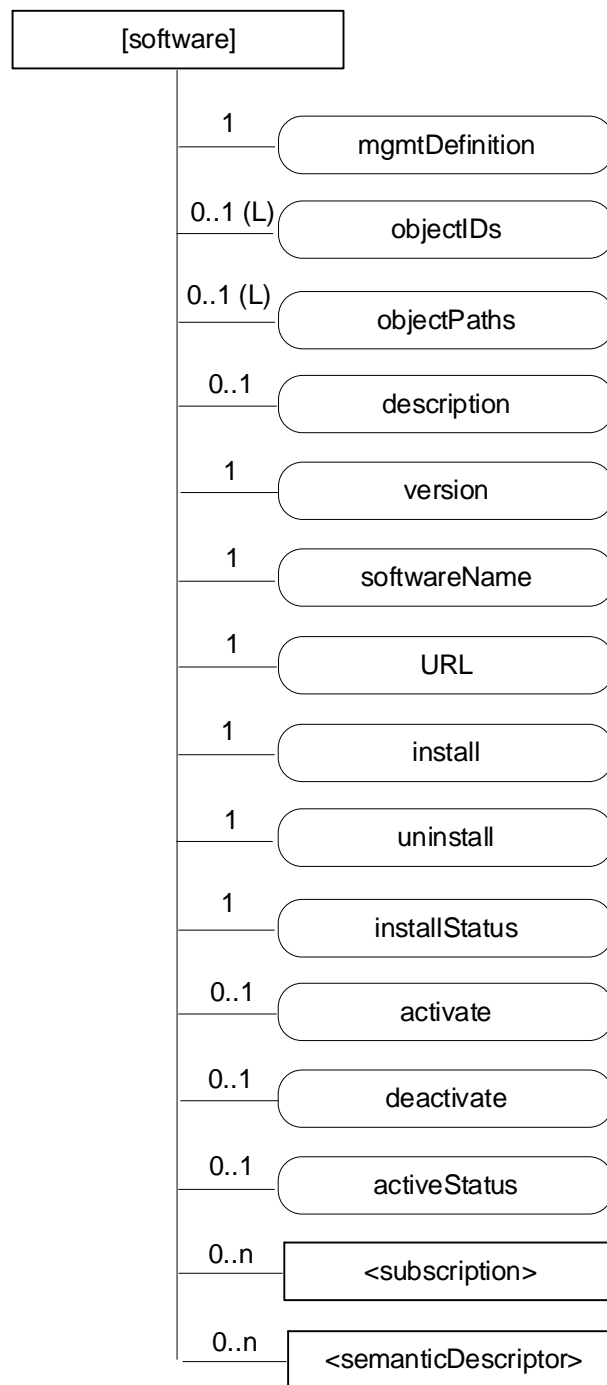 [software]
1
mgmtDefinition
0..1 (L)
objectIDs
0..1 (L)
objectPaths
0..1
description
1
version
1
softwareName
1
URL
1
install
1
uninstall
1
installStatus
0..1
activate
0..1
deactivate
0..1
activeStatus
0..n
<subscription>
0..n
<semanticDescriptor>